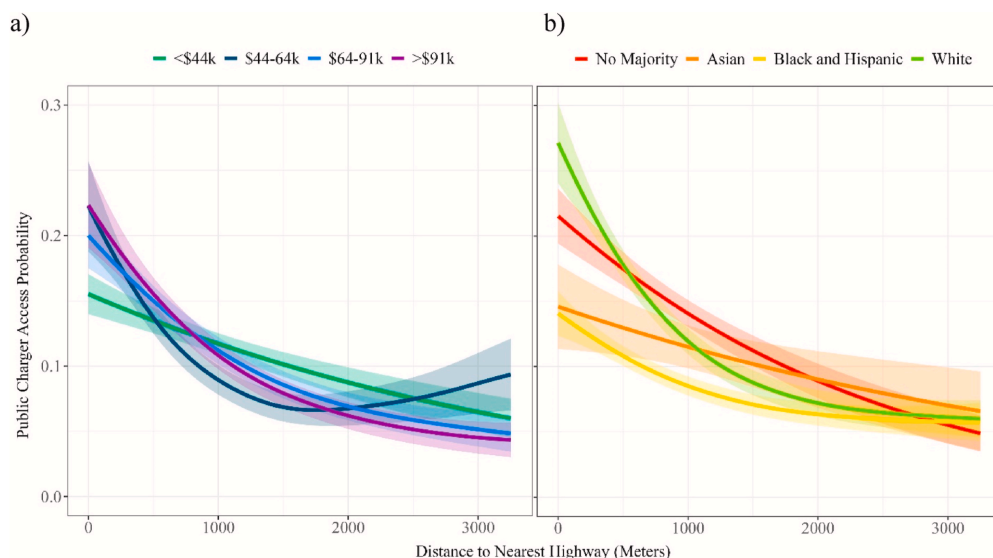 a)
b)
<$44k $44-64k $64-91k >$91k
No Majority Asian Black and Hispanic White
Public Charger Access Probability
0.3
0.2
0.1
0.0
0 1000 2000 3000
0 1000 2000 3000
Distance to Nearest Highway (Meters)